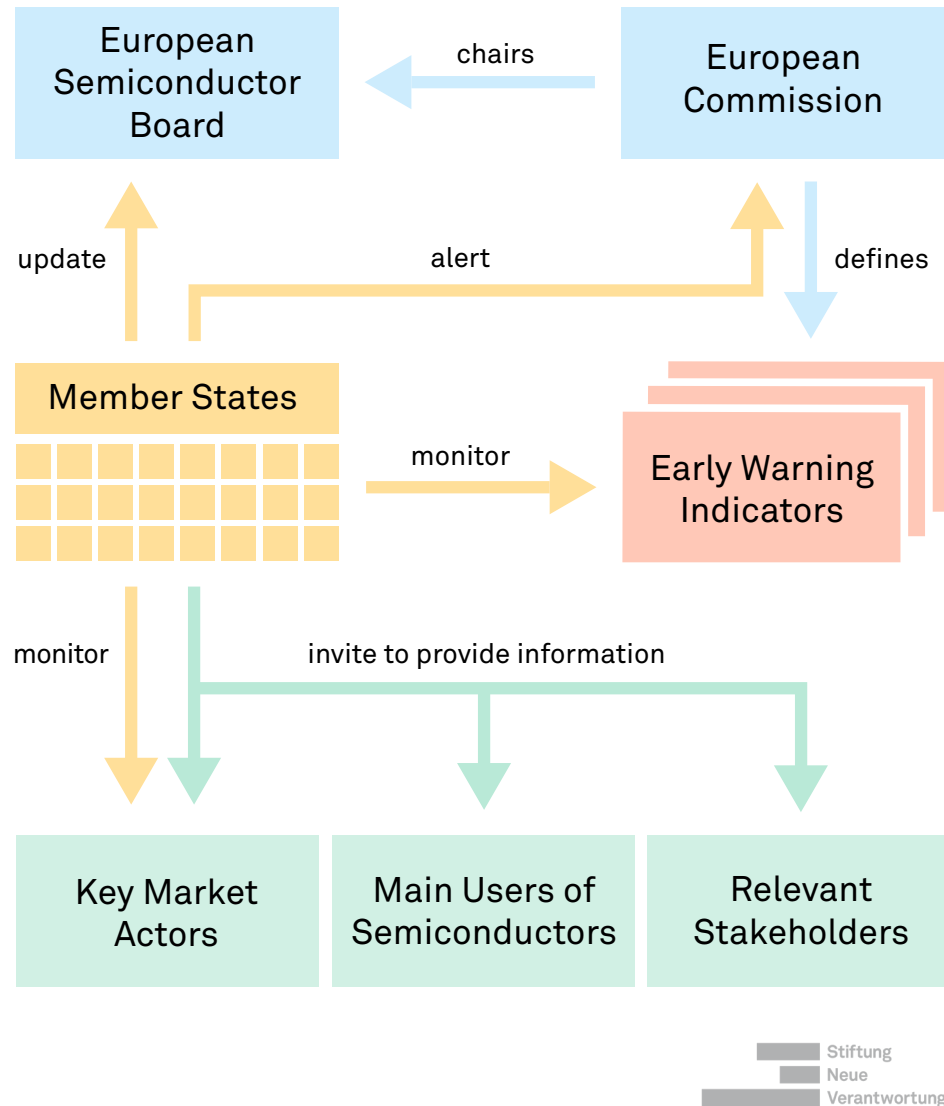 European
Semiconductor
Board
chairs
European
Commission
update
alert
defines
Member States
monitor
Early Warning
Indicators
monitor
invite to provide information
Key Market
Actors
Main Users of
Semiconductors
Relevant
Stakeholders
Stiftung
Neue
Verantwortung